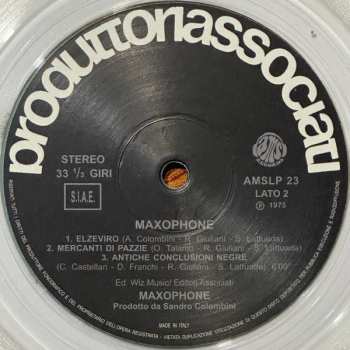 produttoriassociati
STEREO
33 ⅓ GIRI
S.I.A.E.
AMSLP 23
LATO 2
℗ 1975
MAXOPHONE
1. ELZEVIRO (A. Colombini - R. Giuliani - S. Lattuada)
2. MERCANTI DI PAZZIE (O. Talamo - R. Giuliani - S. Lattuada)
3. ANTICHE CONCLUSIONI NEGRE
(C. Castellari - D. Franchi - R. Giuliani - S. Lattuada)
Ed. Wiz Music/ Editori Associati
MAXOPHONE
Prodotto da Sandro Colombini
MADE IN ITALY